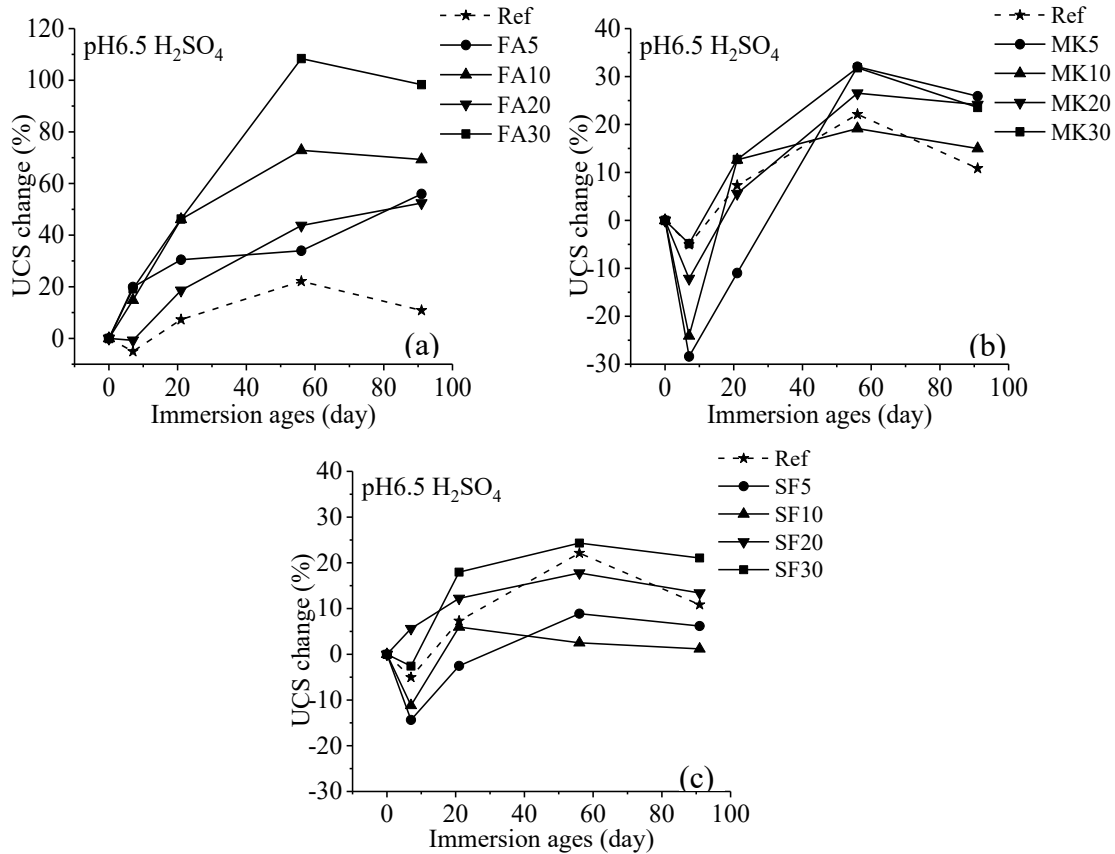 Ref
FA5
FA10
FA20
FA30
pH6.5 H₂SO₄
120
100
80
60
40
20
0
UCS change (%)
(a)
0 20 40 60 80 100
Immersion ages (day)
Ref
MK5
MK10
MK20
MK30
pH6.5 H₂SO₄
40
30
20
10
0
-10
-20
-30
UCS change (%)
(b)
0 20 40 60 80 100
Immersion ages (day)
Ref
SF5
SF10
SF20
SF30
pH6.5 H₂SO₄
40
30
20
10
0
-10
-20
-30
UCS change (%)
(c)
0 20 40 60 80 100
Immersion ages (day)